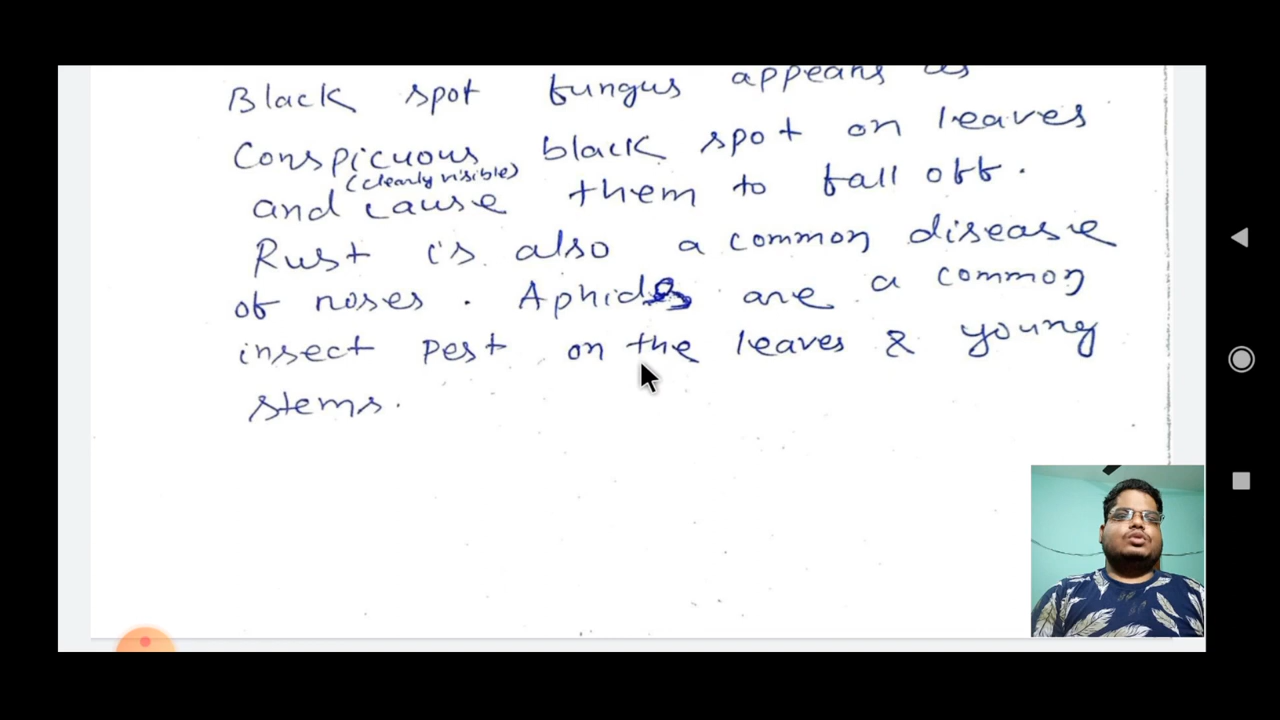 Black spot fungus appears as
Conspicuous black spot on leaves
(clearly visible)
and cause them to fall off.
Rust is also a common disease
of roses. Aphids are a common
insect pest on the leaves & young
stems.